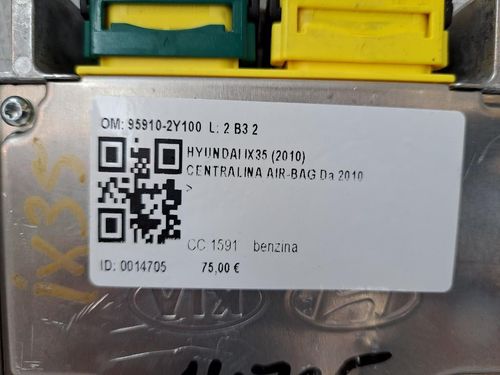 OM: 95910-2Y100 L: 2 B3 2
HYUNDAI IX35 (2010)
CENTRALINA AIR-BAG Da 2010
>
CC 1591 benzina
ID: 0014705 75,00 €
ix35
KIA